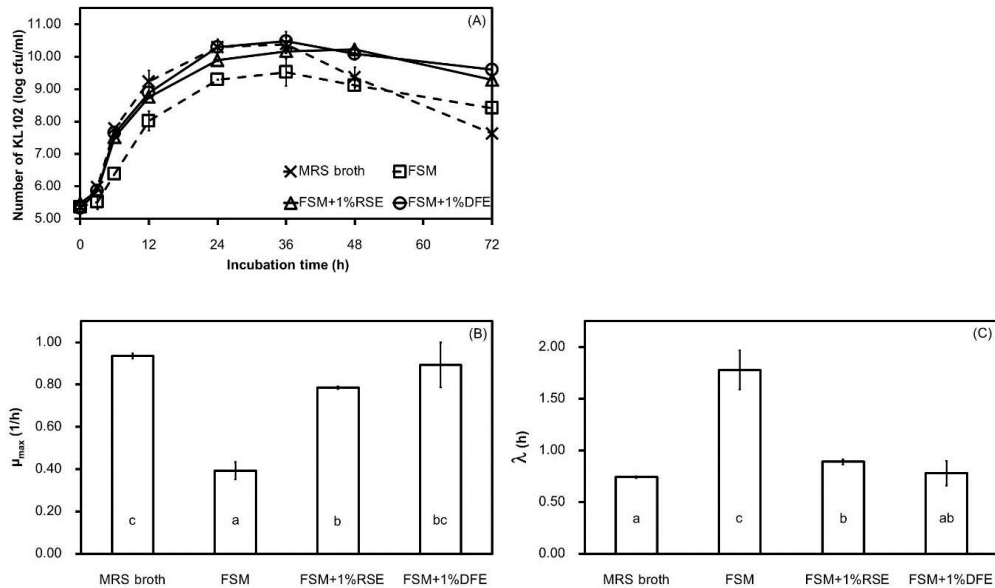 (A)
Number of KL102 (log cfu/ml)
11.00
10.00
9.00
8.00
7.00
6.00
5.00
MRS broth FSM
FSM+1%RSE FSM+1%DFE
0 12 24 36 48 60 72
Incubation time (h)
(B)
μmax (1/h)
1.00
0.80
0.60
0.40
0.20
0.00
c a b bc
MRS broth FSM FSM+1%RSE FSM+1%DFE
(C)
λ (h)
2.00
1.50
1.00
0.50
0.00
a c b ab
MRS broth FSM FSM+1%RSE FSM+1%DFE